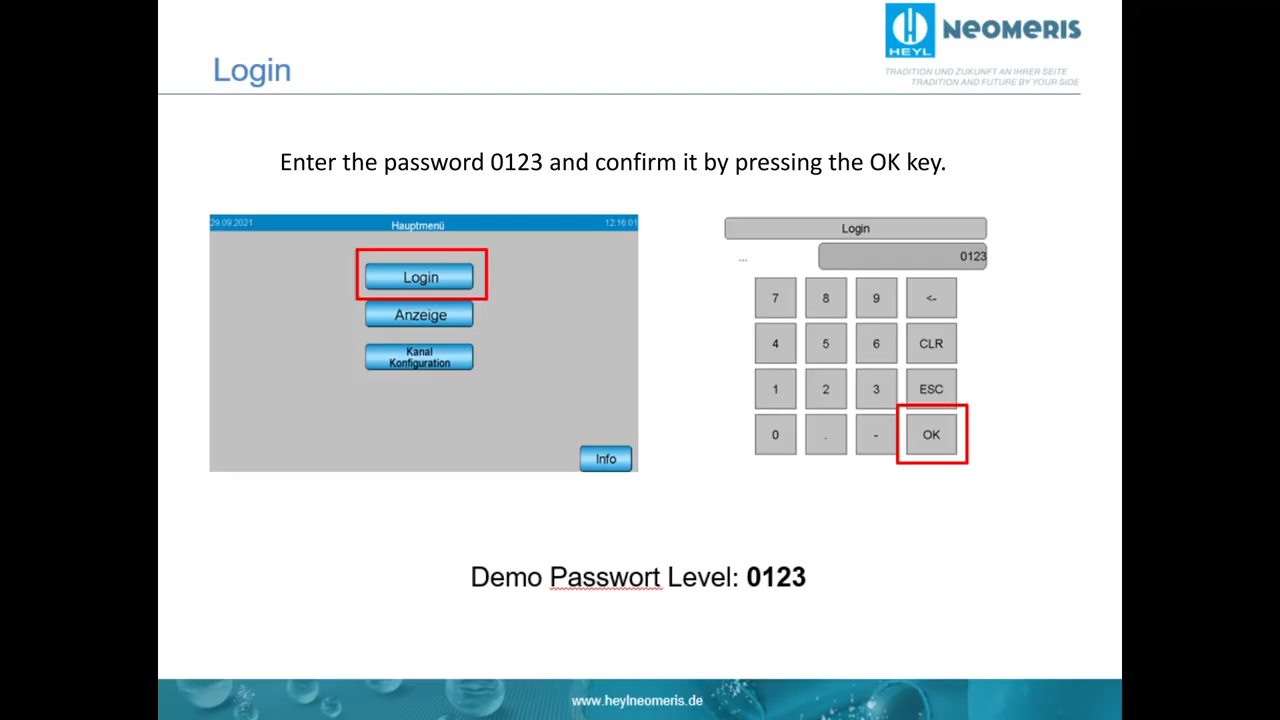 HEYL
NEOMERIS
TRADITION UND ZUKUNFT AN IHRER SEITE
TRADITION AND FUTURE BY YOUR SIDE
Login
Enter the password 0123 and confirm it by pressing the OK key.
29.09.2021 Hauptmenü 12:16:01
Login
Anzeige
Kanal
Konfiguration
Info
Login
... 0123
7 8 9 <-
4 5 6 CLR
1 2 3 ESC
0 . - OK
Demo Passwort Level: 0123
www.heylneomeris.de